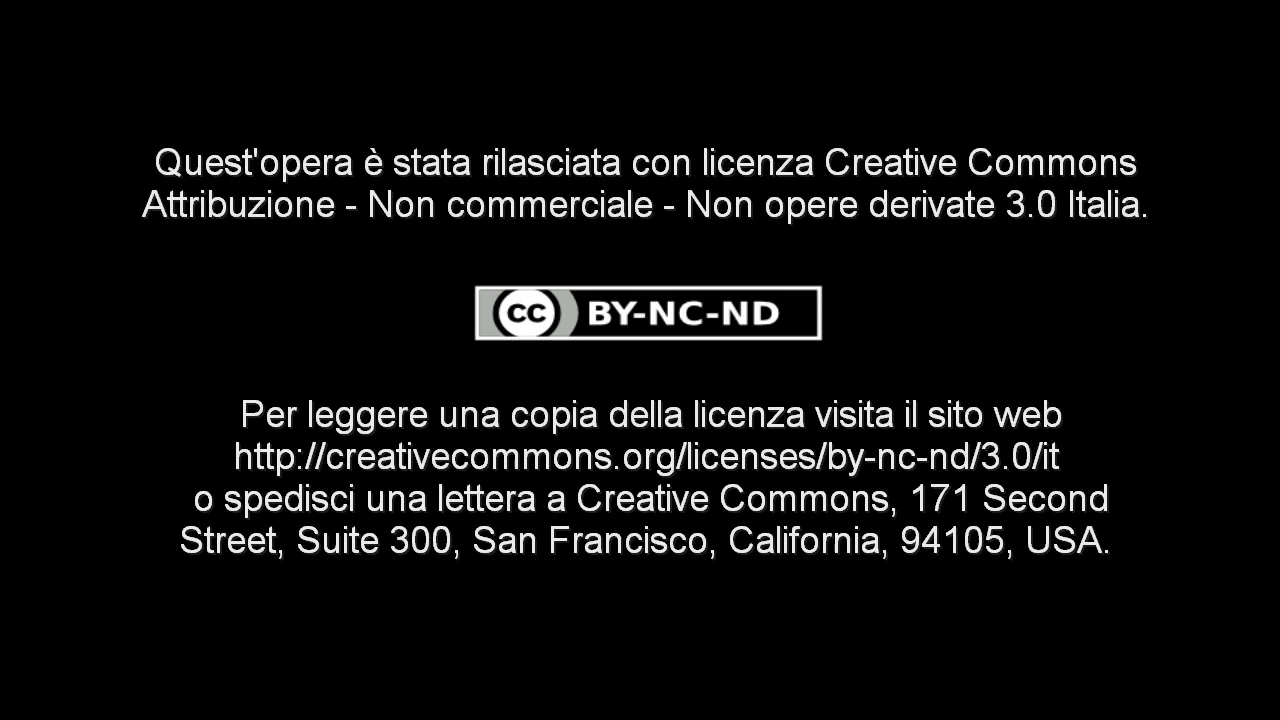 Quest'opera è stata rilasciata con licenza Creative Commons
Attribuzione - Non commerciale - Non opere derivate 3.0 Italia.
CC BY-NC-ND
Per leggere una copia della licenza visita il sito web
http://creativecommons.org/licenses/by-nc-nd/3.0/it
o spedisci una lettera a Creative Commons, 171 Second
Street, Suite 300, San Francisco, California, 94105, USA.